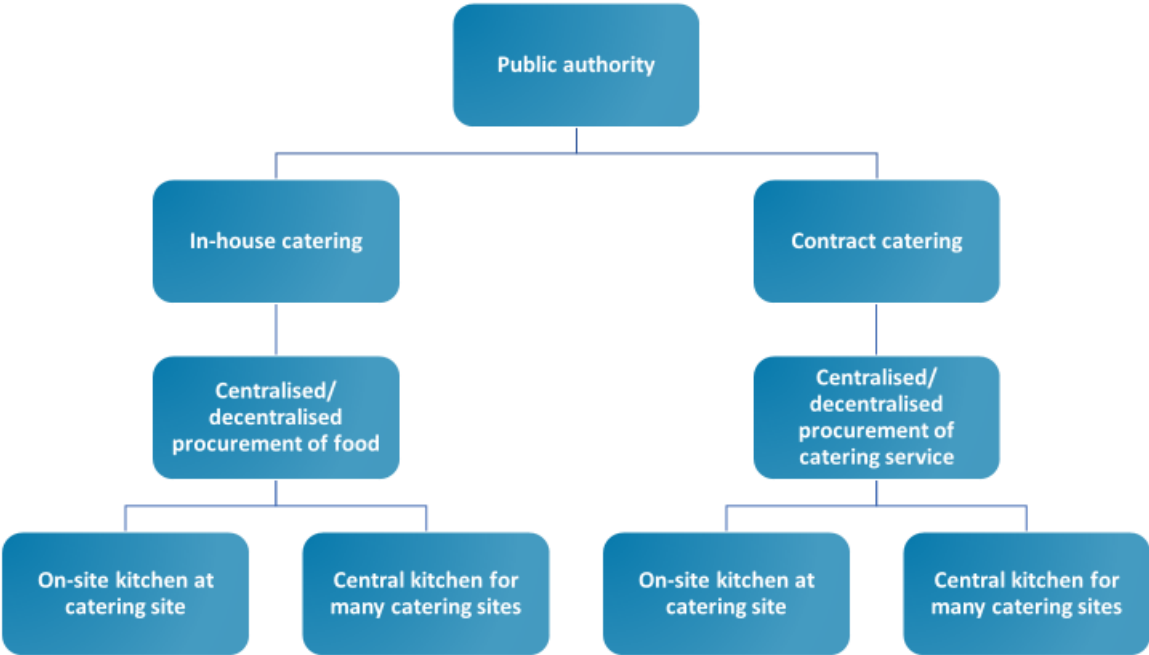 Public authority
In-house catering
Contract catering
Centralised/
decentralised
procurement of food
Centralised/
decentralised
procurement of
catering service
On-site kitchen at
catering site
Central kitchen for
many catering sites
On-site kitchen at
catering site
Central kitchen for
many catering sites